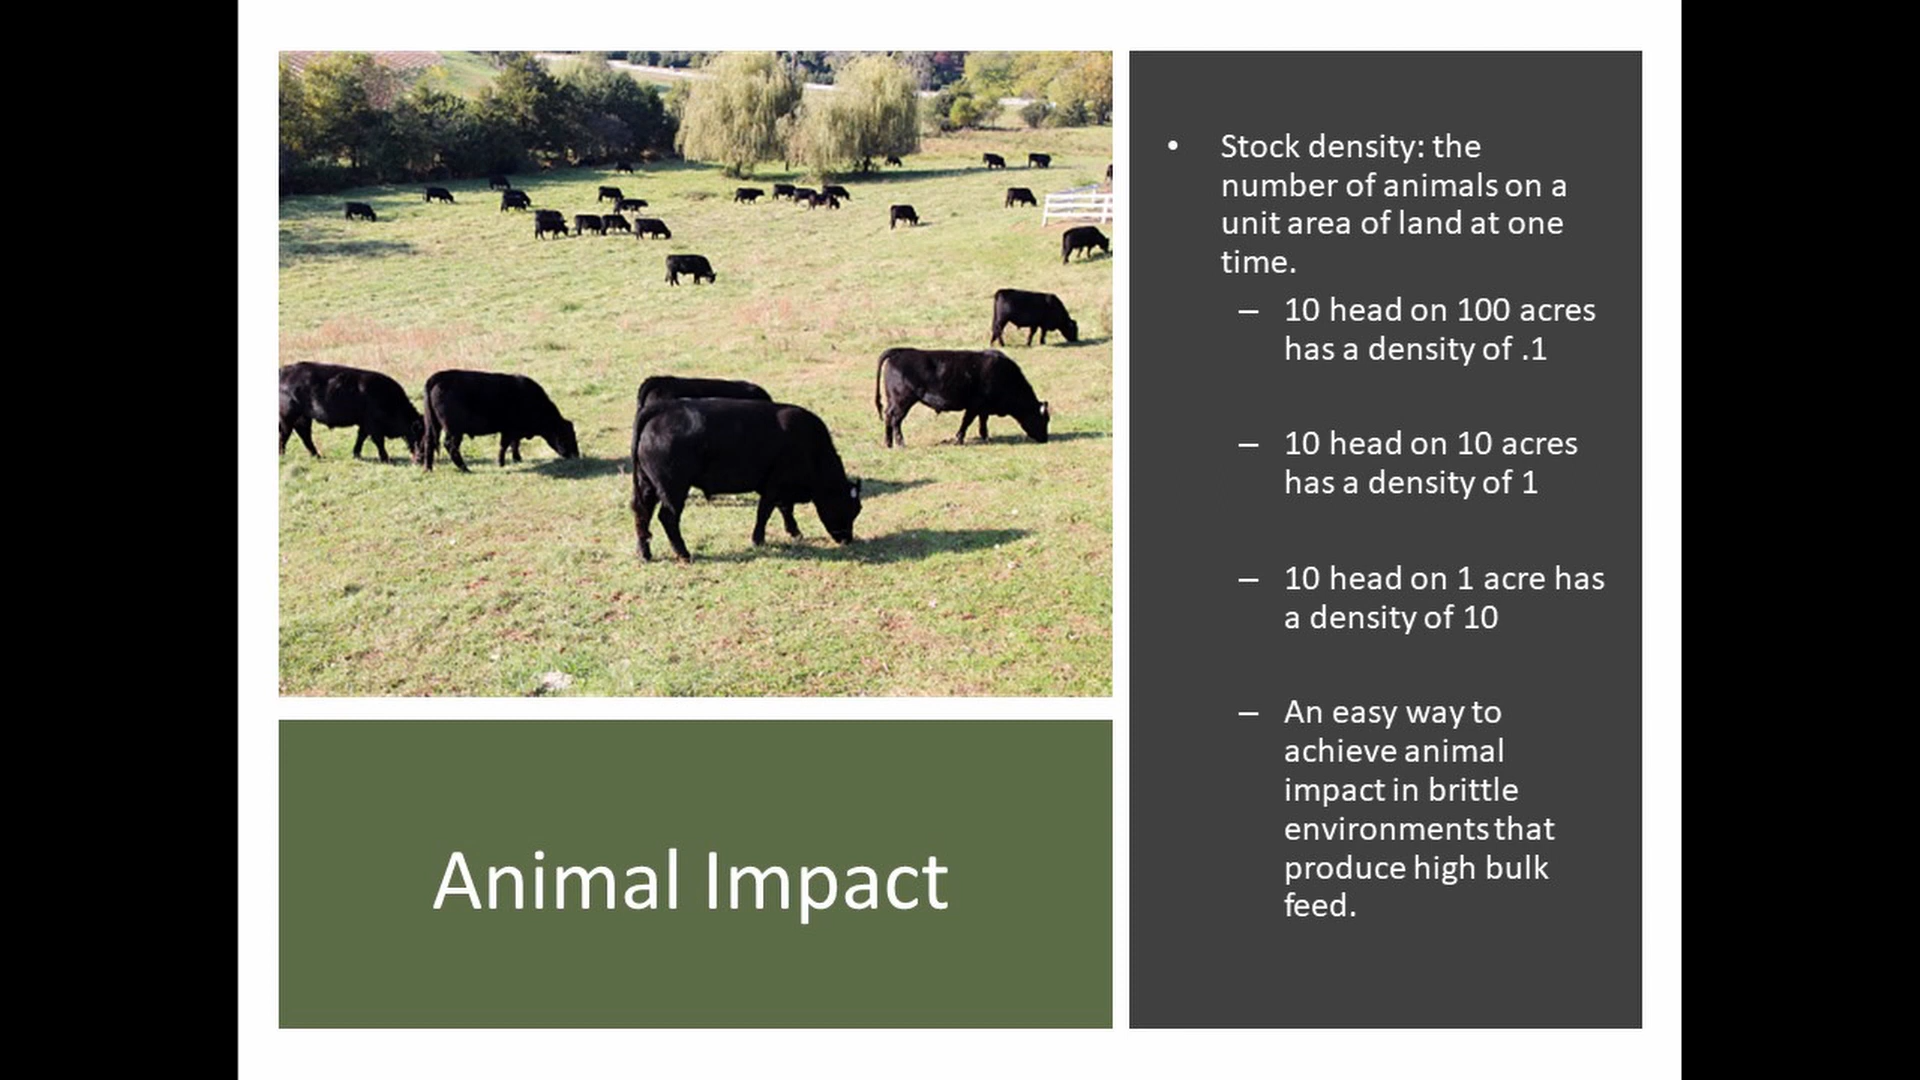 • Stock density: the
number of animals on a
unit area of land at one
time.
– 10 head on 100 acres
has a density of .1
– 10 head on 10 acres
has a density of 1
– 10 head on 1 acre has
a density of 10
– An easy way to
achieve animal
impact in brittle
environments that
produce high bulk
feed.
Animal Impact